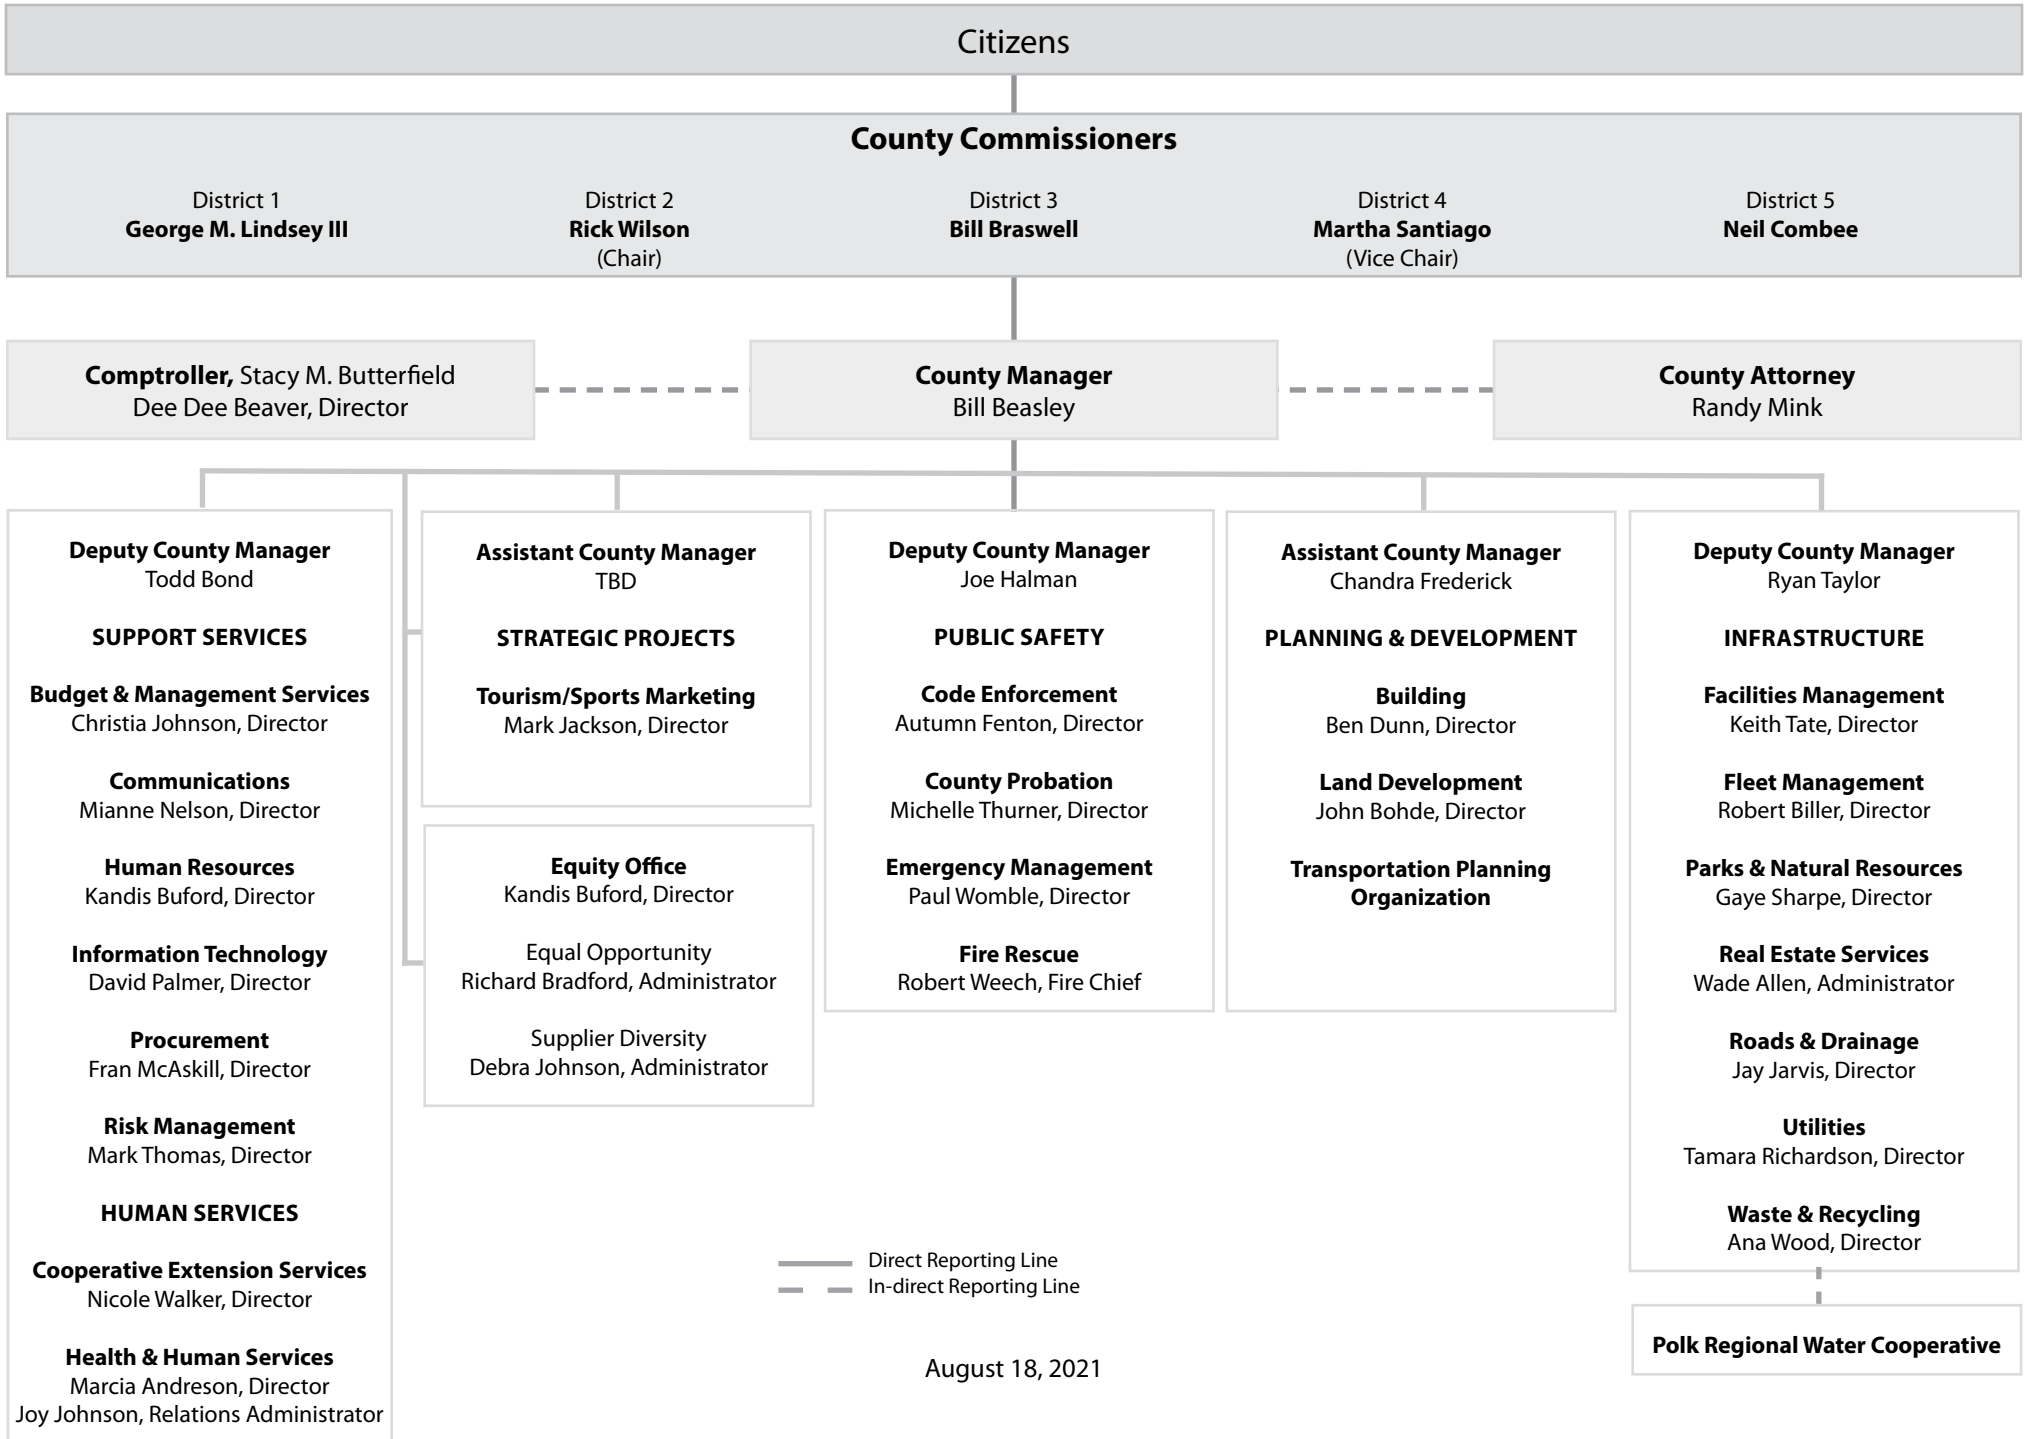 Citizens
County Commissioners
District 1
George M. Lindsey III
District 2
Rick Wilson
(Chair)
District 3
Bill Braswell
District 4
Martha Santiago
(Vice Chair)
District 5
Neil Combee
Comptroller, Stacy M. Butterfield
Dee Dee Beaver, Director
County Manager
Bill Beasley
County Attorney
Randy Mink
Deputy County Manager
Todd Bond
SUPPORT SERVICES
Budget & Management Services
Christia Johnson, Director
Communications
Mianne Nelson, Director
Human Resources
Kandis Buford, Director
Information Technology
David Palmer, Director
Procurement
Fran McAskill, Director
Risk Management
Mark Thomas, Director
HUMAN SERVICES
Cooperative Extension Services
Nicole Walker, Director
Health & Human Services
Marcia Andreson, Director
Joy Johnson, Relations Administrator
Assistant County Manager
TBD
STRATEGIC PROJECTS
Tourism/Sports Marketing
Mark Jackson, Director
Equity Office
Kandis Buford, Director
Equal Opportunity
Richard Bradford, Administrator
Supplier Diversity
Debra Johnson, Administrator
Deputy County Manager
Joe Halman
PUBLIC SAFETY
Code Enforcement
Autumn Fenton, Director
County Probation
Michelle Thurner, Director
Emergency Management
Paul Womble, Director
Fire Rescue
Robert Weech, Fire Chief
Assistant County Manager
Chandra Frederick
PLANNING & DEVELOPMENT
Building
Ben Dunn, Director
Land Development
John Bohde, Director
Transportation Planning
Organization
Deputy County Manager
Ryan Taylor
INFRASTRUCTURE
Facilities Management
Keith Tate, Director
Fleet Management
Robert Biller, Director
Parks & Natural Resources
Gaye Sharpe, Director
Real Estate Services
Wade Allen, Administrator
Roads & Drainage
Jay Jarvis, Director
Utilities
Tamara Richardson, Director
Waste & Recycling
Ana Wood, Director
Polk Regional Water Cooperative
Direct Reporting Line
In-direct Reporting Line
August 18, 2021